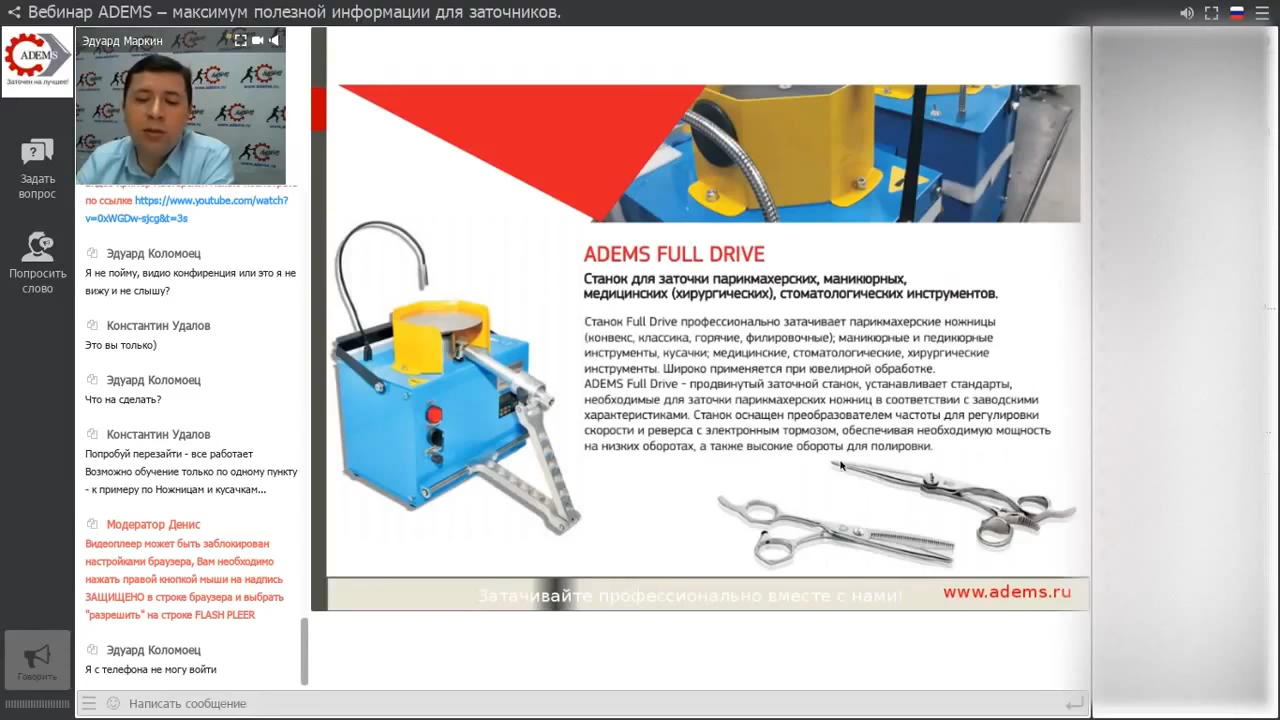 Вебинар ADEMS – максимум полезной информации для заточников.
ADEMS
Заточен на лучшее!
Эдуард Маркин
Задать
вопрос
Попросить
слово
Говорить
по ссылке https://www.youtube.com/watch?
v=0xWGDw-sjcg&t=3s
Эдуард Коломоец
Я не пойму, видио конфиренция или это я не
вижу и не слышу?
Константин Удалов
Это вы только)
Эдуард Коломоец
Что на сделать?
Константин Удалов
Попробуй перезайти - все работает
Возможно обучение только по одному пункту
- к примеру по Ножницам и кусачкам...
Модератор Денис
Видеоплеер может быть заблокирован
настройками браузера, Вам необходимо
нажать правой кнопкой мыши на надпись
ЗАЩИЩЕНО в строке браузера и выбрать
"разрешить" на строке FLASH PLEER
Эдуард Коломоец
Я с телефона не могу войти
Написать сообщение
ADEMS FULL DRIVE
Станок для заточки парикмахерских, маникюрных,
медицинских (хирургических), стоматологических инструментов.
Станок Full Drive профессионально затачивает парикмахерские ножницы
(конвекс, классика, горячие, филировочные); маникюрные и педикюрные
инструменты, кусачки; медицинские, стоматологические, хирургические
инструменты. Широко применяется при ювелирной обработке.
ADEMS Full Drive - продвинутый заточной станок, устанавливает стандарты,
необходимые для заточки парикмахерских ножниц в соответствии с заводскими
характеристиками. Станок оснащен преобразователем частоты для регулировки
скорости и реверса с электронным тормозом, обеспечивая необходимую мощность
на низких оборотах, а также высокие обороты для полировки.
Затачивайте профессионально вместе с нами!
www.adems.ru